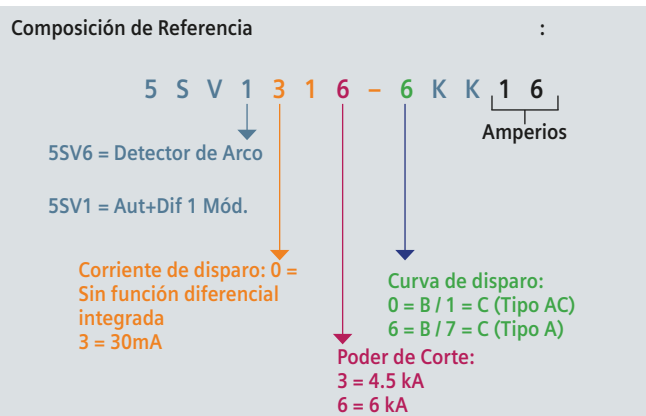 Composición de Referencia :
5 S V 1 3 1 6 – 6 K K 1 6
Amperios
5SV6 = Detector de Arco
5SV1 = Aut+Dif 1 Mód.
Corriente de disparo: 0 =
Sin función diferencial
integrada
3 = 30mA
Curva de disparo:
0 = B / 1 = C (Tipo AC)
6 = B / 7 = C (Tipo A)
Poder de Corte:
3 = 4.5 kA
6 = 6 kA